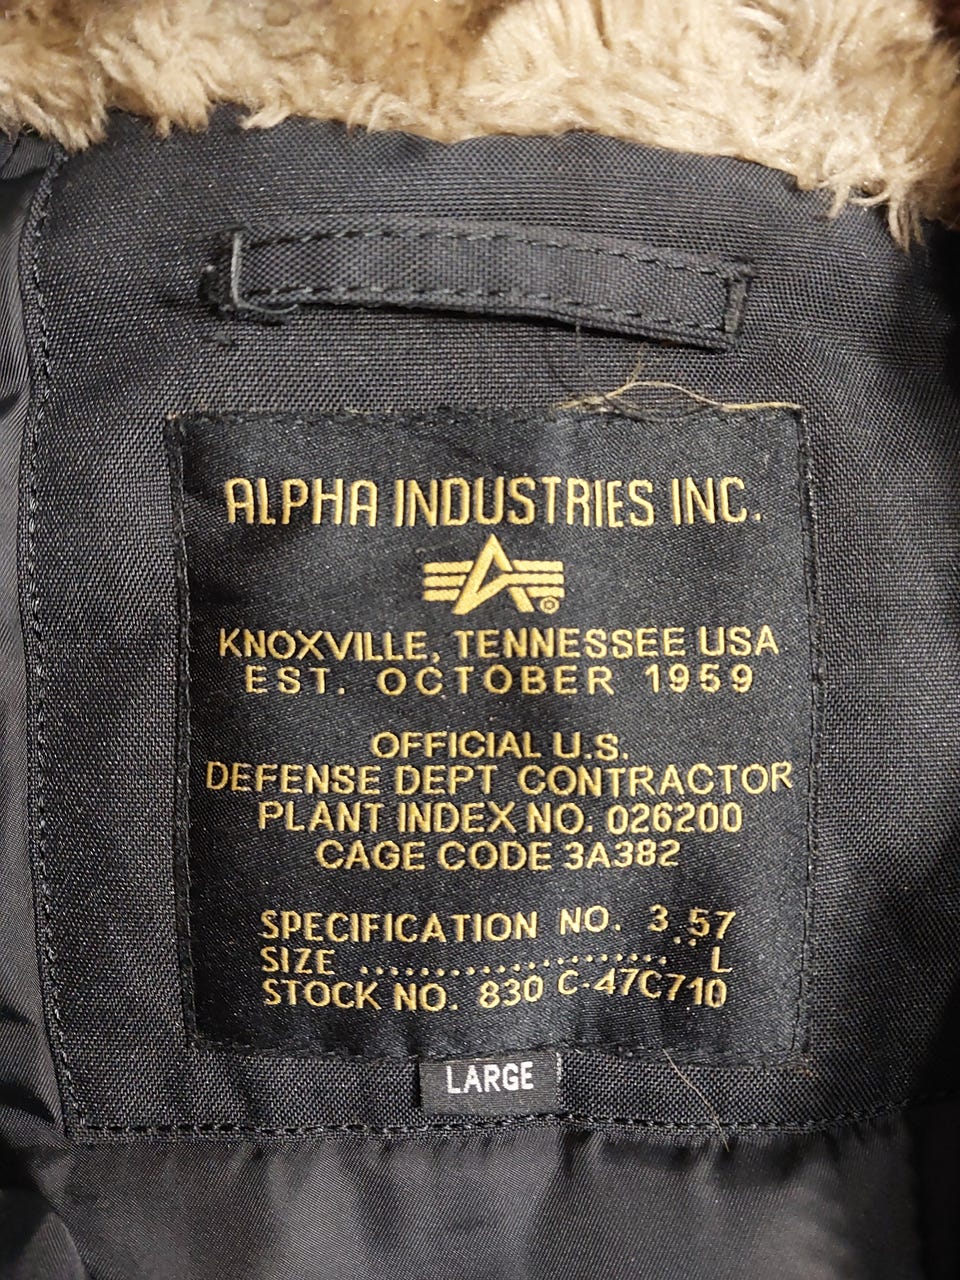 ALPHA INDUSTRIES INC.
KNOXVILLE, TENNESSEE USA
EST. OCTOBER 1959
OFFICIAL U.S.
DEFENSE DEPT CONTRACTOR
PLANT INDEX NO. 026200
CAGE CODE 3A382
SPECIFICATION NO. 3.57
SIZE ........................ L
STOCK NO. 830 C-47C710
LARGE